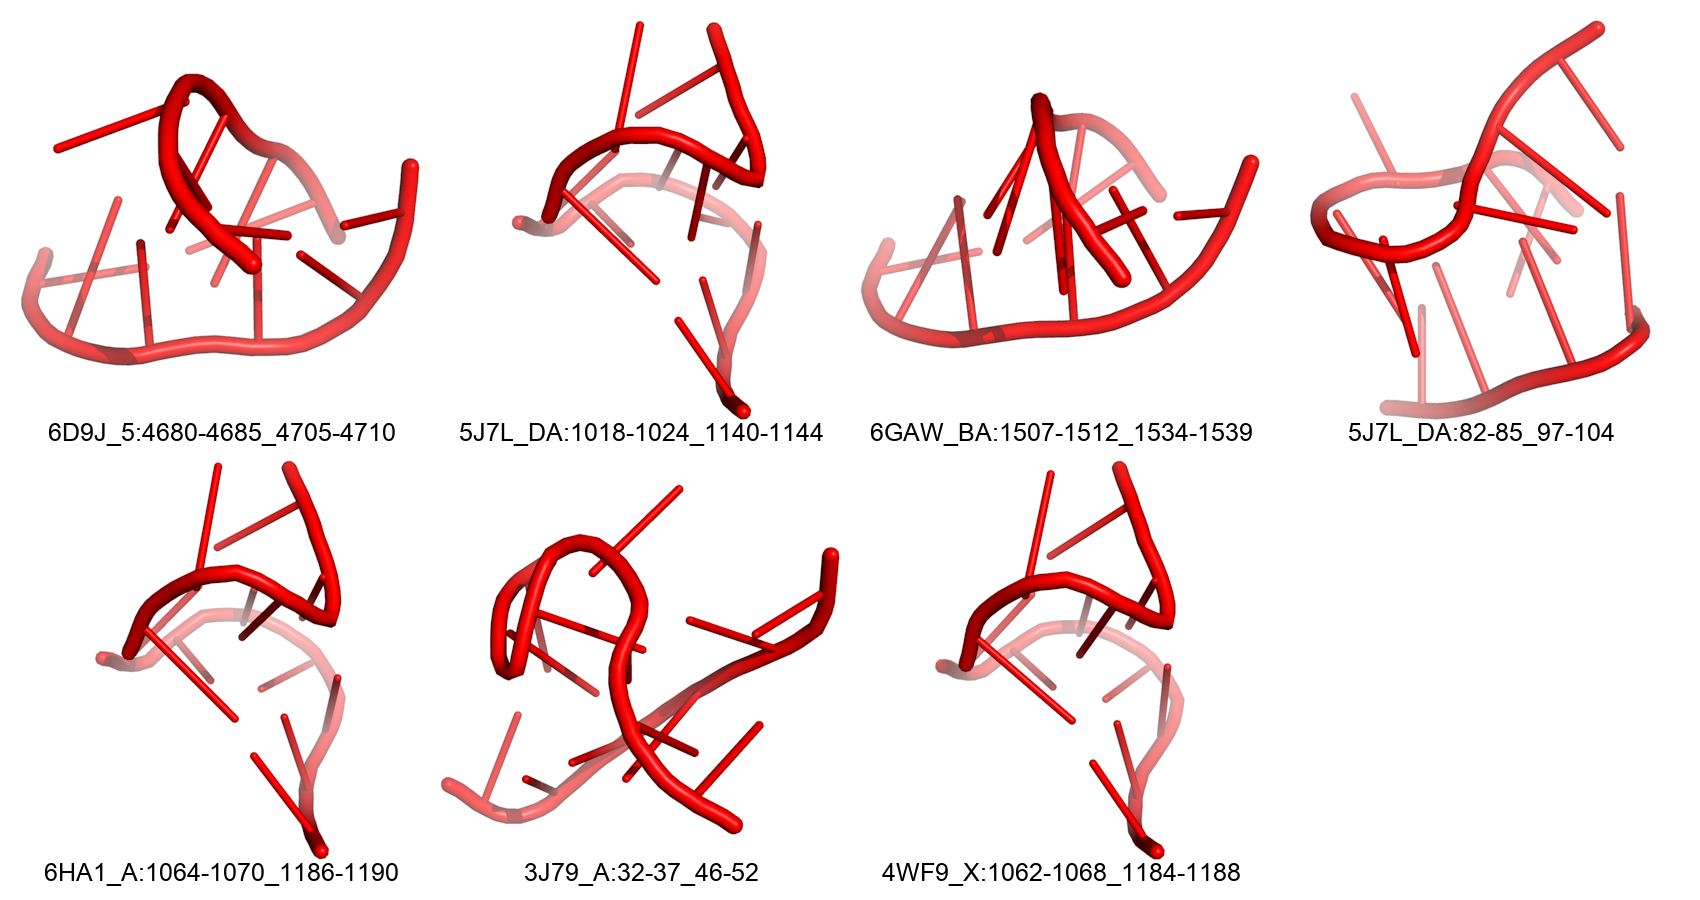 6D9J_5:4680-4685_4705-4710
5J7L_DA:1018-1024_1140-1144
6GAW_BA:1507-1512_1534-1539
5J7L_DA:82-85_97-104
6HA1_A:1064-1070_1186-1190
3J79_A:32-37_46-52
4WF9_X:1062-1068_1184-1188